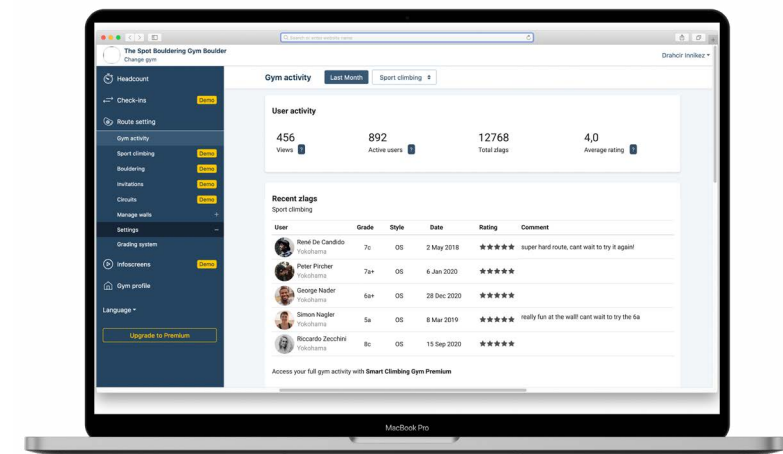 Search or enter website name
The Spot Bouldering Gym Boulder
Change gym
Drahcir Innikez
Headcount
Check-ins Demo
Route setting
Gym activity
Sport climbing Demo
Bouldering Demo
Invitations Demo
Circuits Demo
Manage walls +
Settings –
Grading system
Infoscreens Demo
Gym profile
Language
Upgrade to Premium
Gym activity Last Month Sport climbing
User activity
456 892 12768 4,0
Views ? Active users ? Total zlags Average rating ?
Recent zlags
Sport climbing
User Grade Style Date Rating Comment
René De Candido
Yokohama
7c OS 2 May 2018 ★★★★★ super hard route, cant wait to try it again!
Peter Pircher
Yokohama
7a+ OS 6 Jan 2020 ★★★★★
George Nader
Yokohama
6a+ OS 28 Dec 2020 ★★★★★
Simon Nagler
Yokohama
5a OS 8 Mar 2019 ★★★★★ really fun at the wall! cant wait to try the 6a
Riccardo Zecchini
Yokohama
8c OS 15 Sep 2020 ★★★★★
Access your full gym activity with Smart Climbing Gym Premium
MacBook Pro